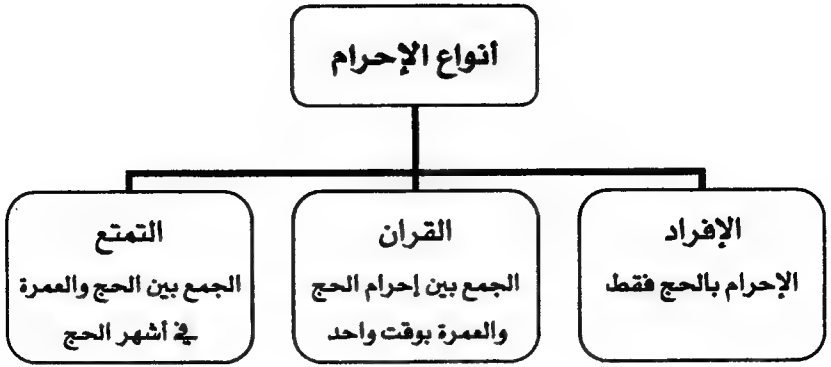 أنواع الإحرام
الإفراد
الإحرام بالحج فقط
القران
الجمع بين إحرام الحج
والعمرة بوقت واحد
التمتع
الجمع بين الحج والعمرة
في أشهر الحج